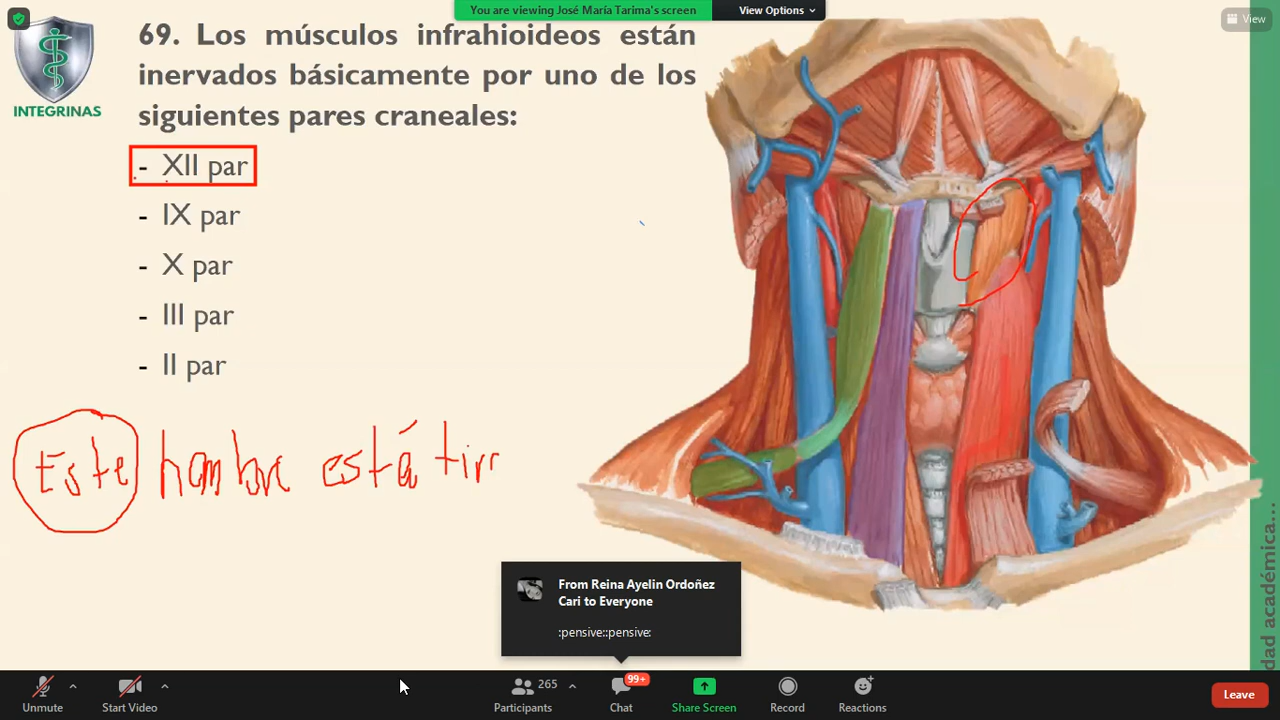 You are viewing José María Tarima's screen
View Options
View
INTEGRINAS
69. Los músculos infrahioideos están
inervados básicamente por uno de los
siguientes pares craneales:
- XII par
- IX par
- X par
- III par
- II par
Este hombre está tirr
From Reina Ayelin Ordoñez
Cari to Everyone
:pensive::pensive:
dad académica...
Unmute
Start Video
265
Participants
99+
Chat
Share Screen
Record
Reactions
Leave